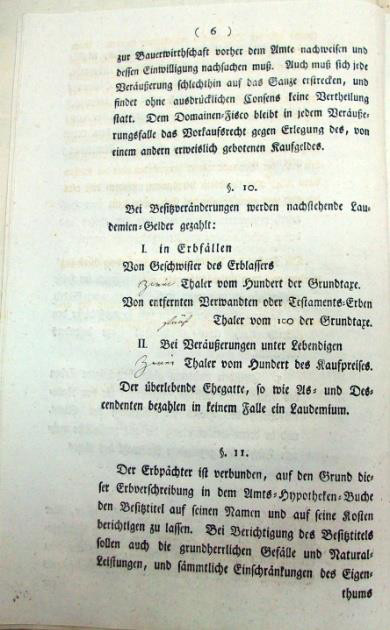 ( 6 )
zur Bauerwirthschaft vorher dem Amte nachweisen und
dessen Einwilligung nachsuchen muß. Auch muß sich jede
Veräußerung schlechthin auf das Ganze erstrecken, und
findet ohne ausdrücklichen Consens keine Vertheilung
statt. Dem Domainen-Fisco bleibt in jedem Veräuße-
rungsfalle das Vorkaufsrecht gegen Erlegung des, von
einem andern erweislich gebotenen Kaufgeldes.
§. 10.
Bei Besitzveränderungen werden nachstehende Lau-
demien-Gelder gezahlt:
I. in Erbfällen
Von Geschwister des Erblassers
zwei Thaler vom Hundert der Grundtaxe.
Von entfernten Verwandten oder Testaments-Erben
fünf Thaler vom 100 der Grundtaxe.
II. Bei Veräußerungen unter Lebendigen
zwei Thaler vom Hundert des Kaufpreises.
Der überlebende Ehegatte, so wie As- und Des-
cendenten bezahlen in keinem Falle ein Laudemium.
§. 11.
Der Erbpächter ist verbunden, auf den Grund die-
ser Erbverschreibung in dem Amts-Hypotheken-Buche
den Besitztitel auf seinen Namen und auf seine Kosten
berichtigen zu lassen. Bei Berichtigung des Besitztitels
sollen auch die grundherrlichen Gefälle und Natural-
Leistungen, und sämmtliche Einschränkungen des Eigen-
thums